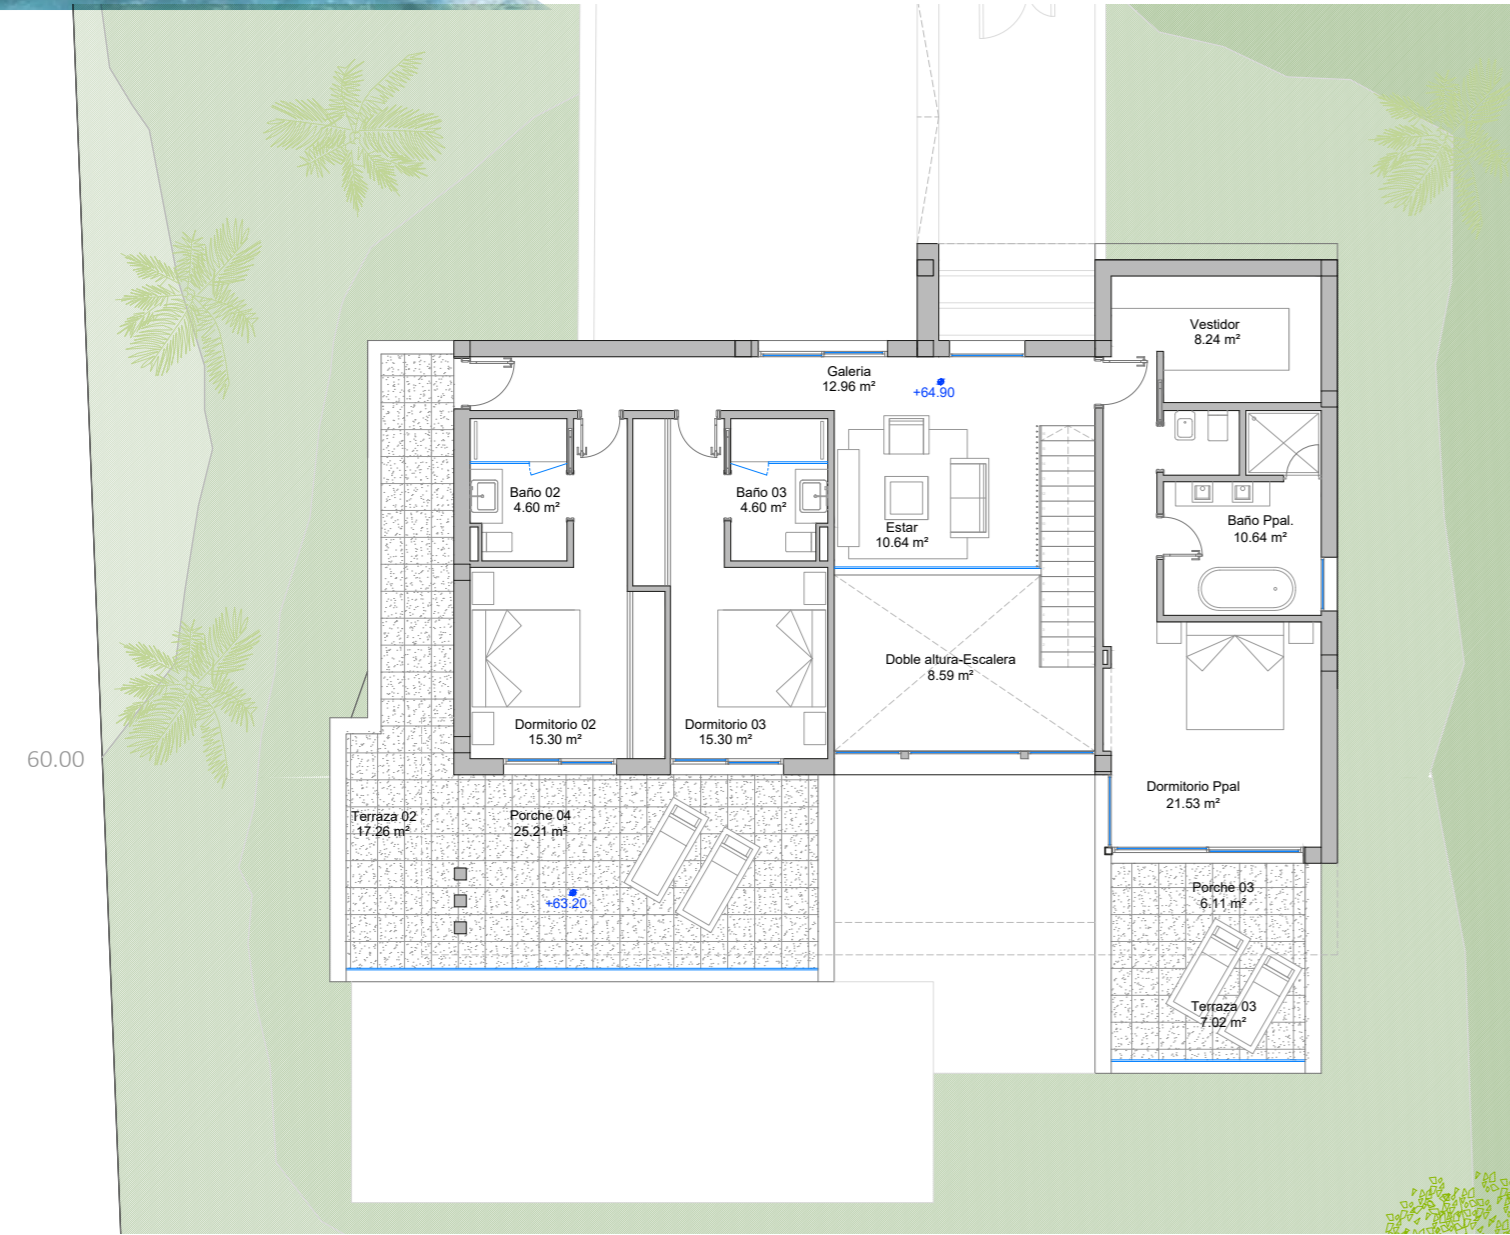 Vestidor
8.24 m²
Galeria
12.96 m²
+64.90
Baño 02
4.60 m²
Baño 03
4.60 m²
Estar
10.64 m²
Baño Ppal.
10.64 m²
Doble altura-Escalera
8.59 m²
Dormitorio 02
15.30 m²
Dormitorio 03
15.30 m²
60.00
Dormitorio Ppal
21.53 m²
Terraza 02
17.26 m²
Porche 04
25.21 m²
+63.20
Porche 03
6.11 m²
Terraza 03
7.02 m²